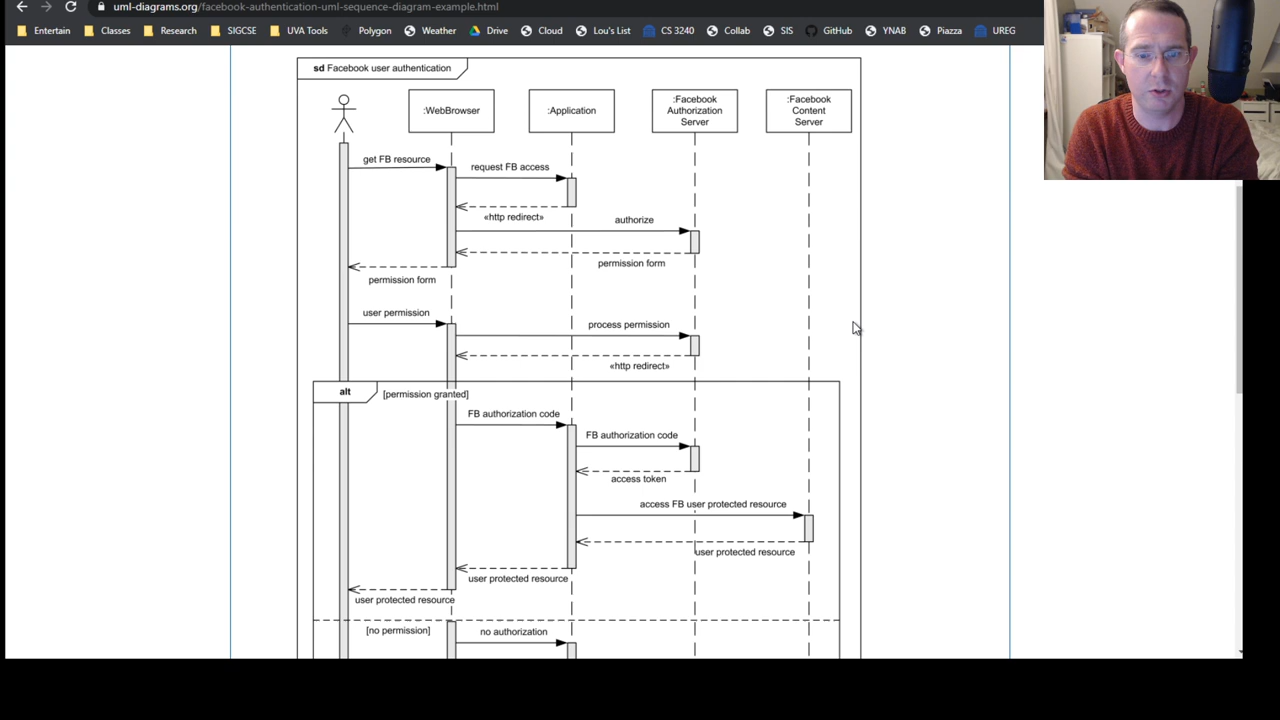 uml-diagrams.org/facebook-authentication-uml-sequence-diagram-example.html
Entertain Classes Research SIGCSE UVA Tools Polygon Weather Drive Cloud Lou's List CS 3240 Collab SIS GitHub YNAB Piazza UREG
sd Facebook user authentication
:WebBrowser
:Application
:Facebook
Authorization
Server
:Facebook
Content
Server
get FB resource
request FB access
«http redirect»
authorize
permission form
permission form
user permission
process permission
«http redirect»
alt
[permission granted]
FB authorization code
FB authorization code
access token
access FB user protected resource
user protected resource
user protected resource
user protected resource
[no permission]
no authorization